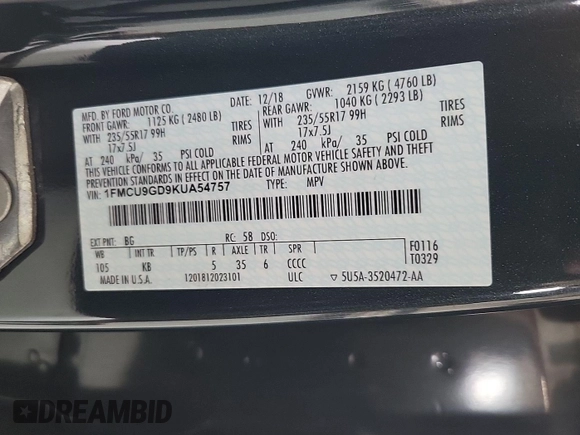 MFD. BY FORD MOTOR CO. DATE: 12/18 GVWR: 2159 KG ( 4760 LB)
FRONT GAWR: 1125 KG ( 2480 LB) REAR GAWR: 1040 KG ( 2293 LB)
WITH 235/55R17 99H TIRES WITH 235/55R17 99H TIRES
17x7.5J RIMS 17x7.5J RIMS
AT 240 kPa/ 35 PSI COLD AT 240 kPa/ 35 PSI COLD
THIS VEHICLE CONFORMS TO ALL APPLICABLE FEDERAL MOTOR VEHICLE SAFETY AND THEFT
PREVENTION STANDARDS IN EFFECT ON THE DATE OF MANUFACTURE SHOWN ABOVE.
1FMCU9GD9KUA54757 TYPE: MPV
EXT PNT: BG RC: 58 DSO: F0116
WB INT TR TP/PS R AXLE TR SPR T0329
105 KB 5 35 6 CCCC
MADE IN U.S.A. 1201812023101 ULC ▽ 5U5A-3520472-AA
DREAMBID